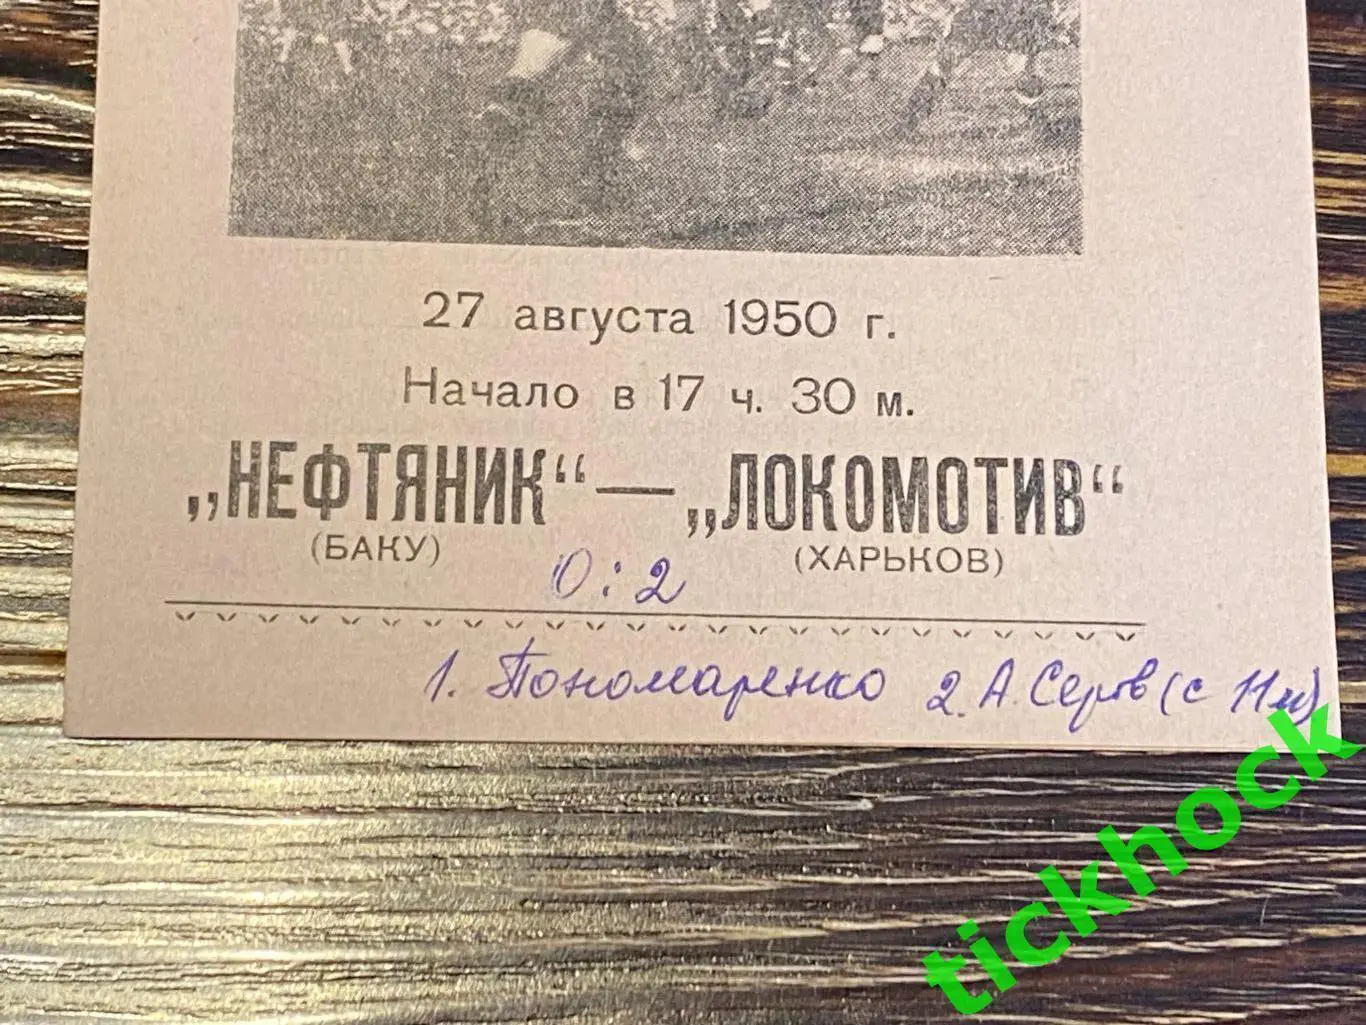 27 августа 1950 г.
Начало в 17 ч. 30 м.
„НЕФТЯНИК“ — „ЛОКОМОТИВ“
(БАКУ) (ХАРЬКОВ)
0:2
1. Пономаренко 2. А. Серов (с 11 м)
tickhock